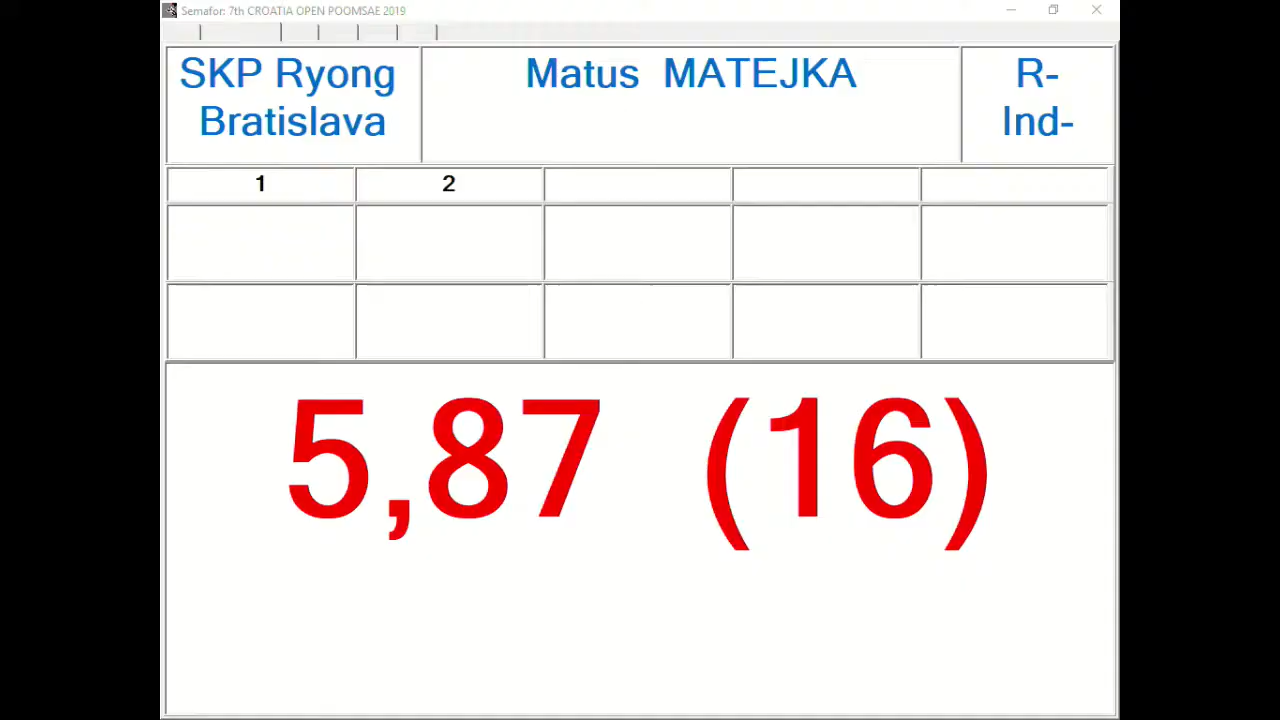 Semafor: 7th CROATIA OPEN POOMSAE 2019
SKP Ryong
Bratislava
Matus MATEJKA
R-
Ind-
1 2
5,87 (16)